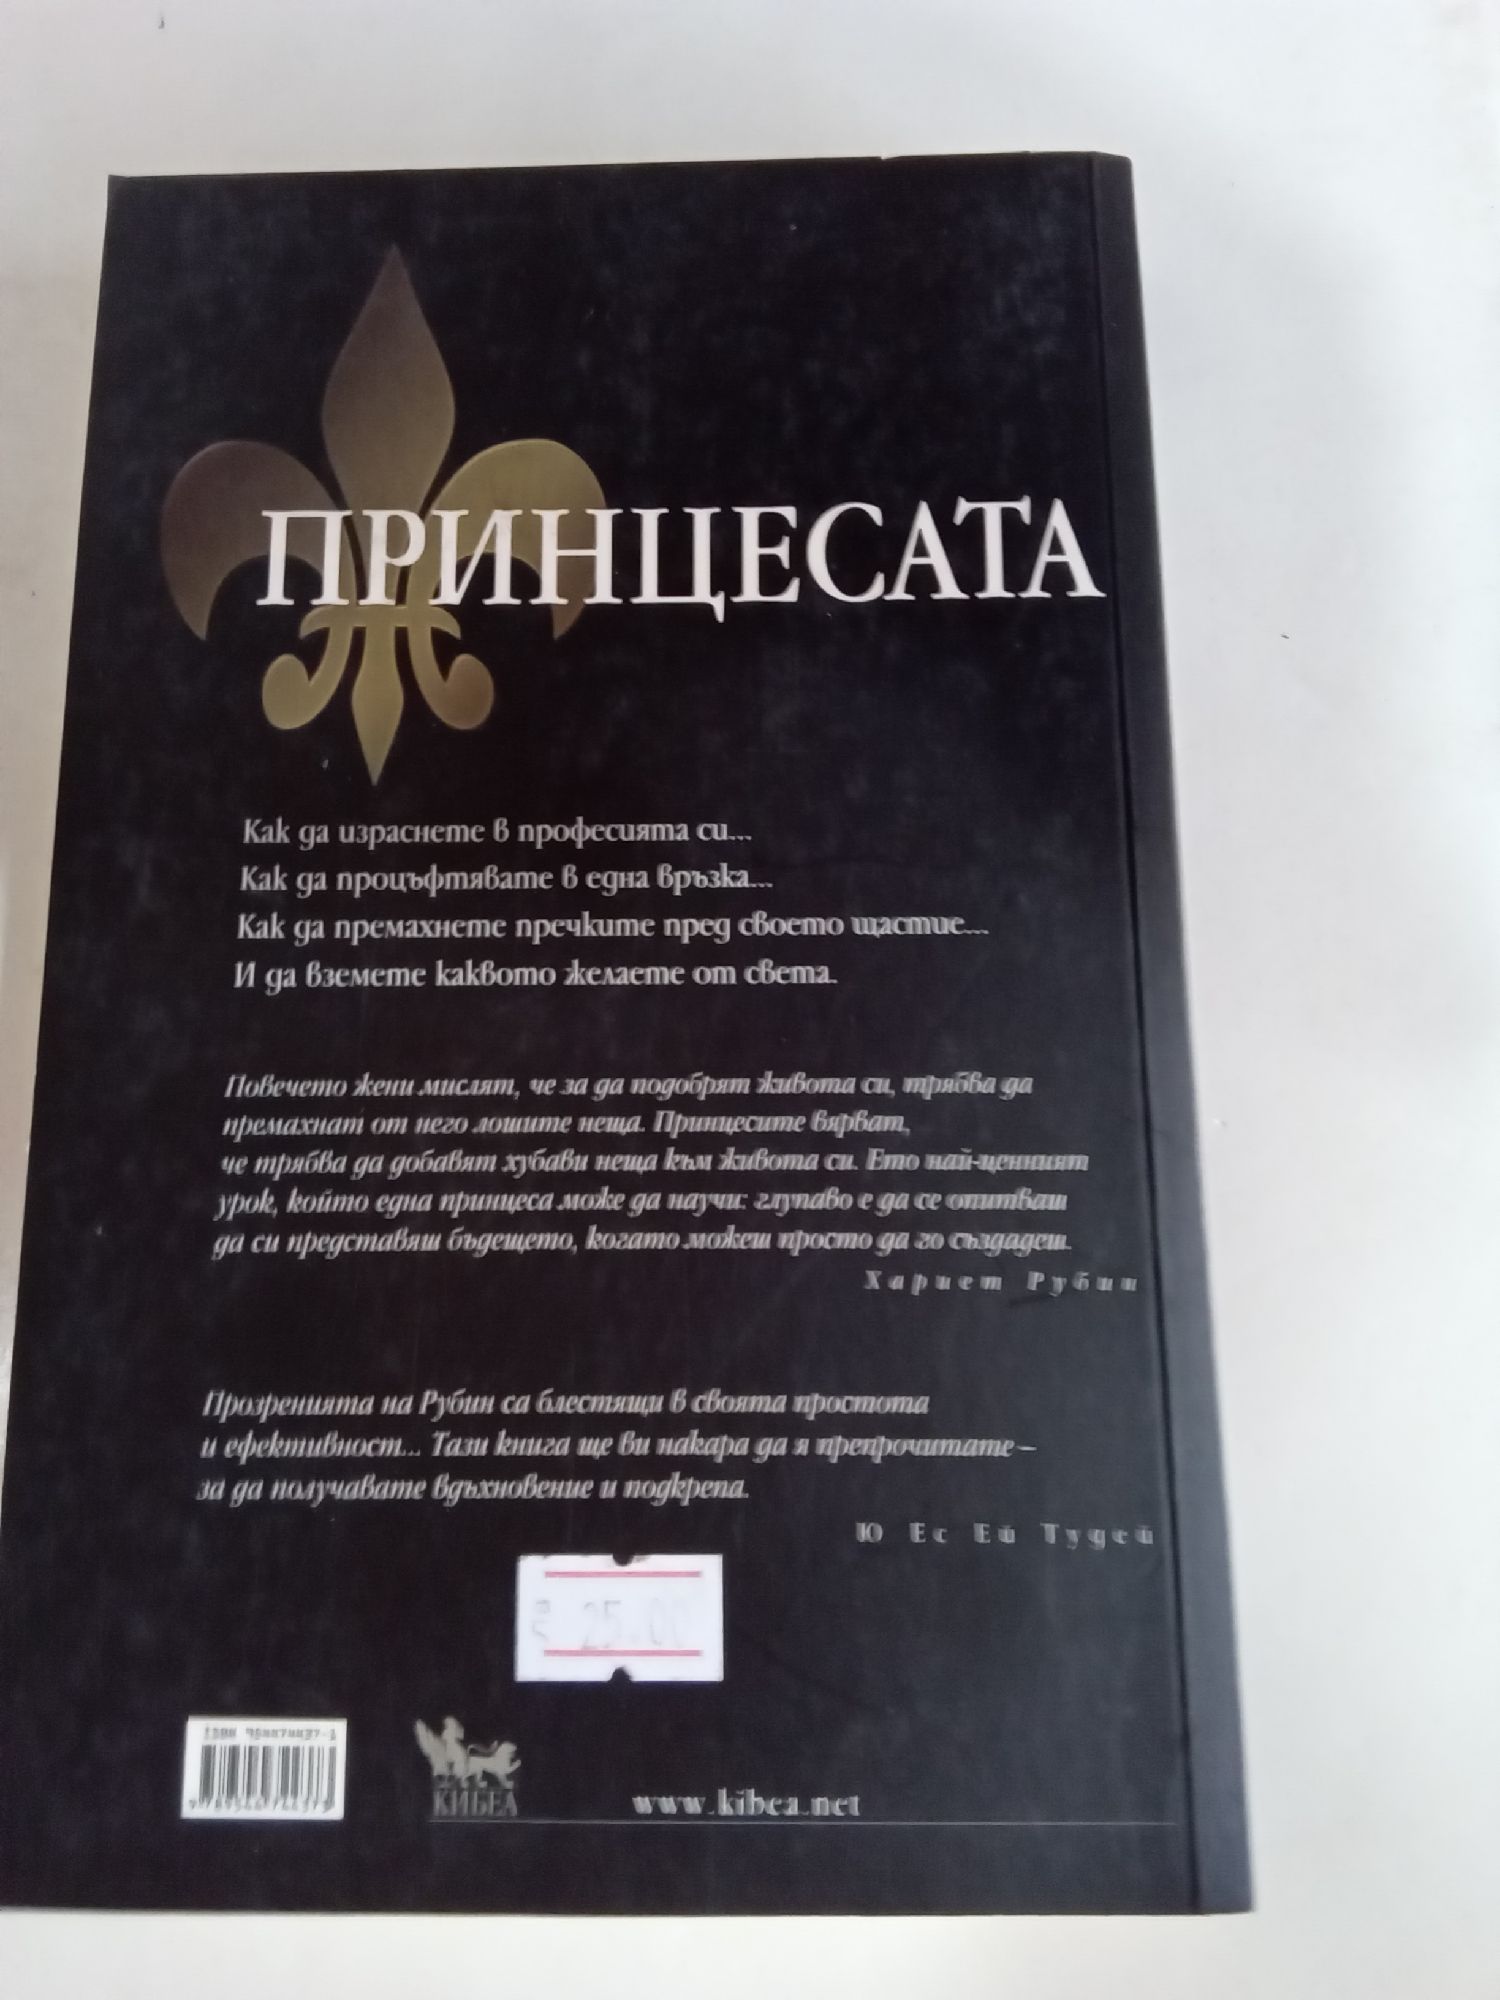 ПРИНЦЕСАТА
Как да израснете в професията си...
Как да процъфтявате в една връзка...
Как да премахнете пречките пред своето щастие...
И да вземете каквото желаете от света.
Повечето жени мислят, че за да подобрят живота си, трябва да
премахнат от него лошите неща. Принцесите вярват,
че трябва да добавят хубави неща към живота си. Ето най-ценният
урок, който една принцеса може да научи: глупаво е да се опитваш
да си представяш бъдещето, когато можеш просто да го създадеш.
Хариет Рубин
Прозренията на Рубин са блестящи в своята простота
и ефективност... Тази книга ще ви накара да я препрочитате –
за да получавате вдъхновение и подкрепа.
Ю Ес Ей Тудей
25.00
ISBN
КИБЕА
www.kibea.net